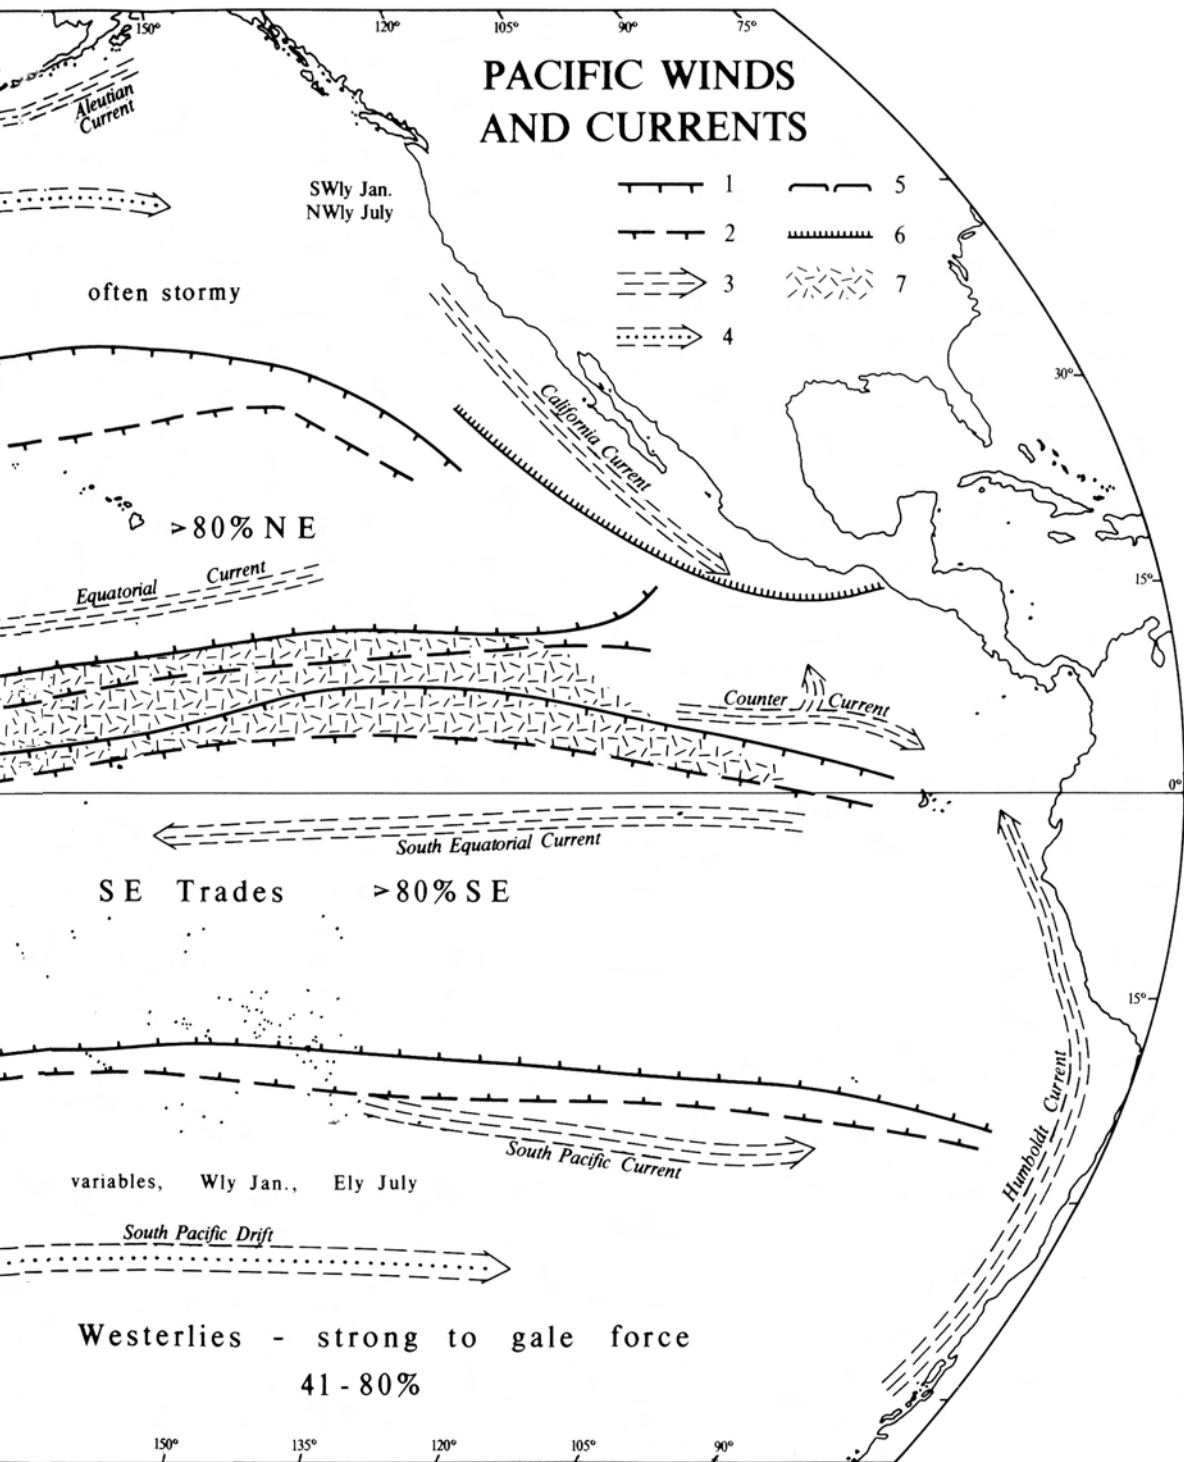 150°
120°
105°
90°
75°
PACIFIC WINDS
AND CURRENTS
Aleutian
Current
SWly Jan.
NWly July
1
5
2
6
3
7
4
often stormy
30°
California Current
>80% NE
Equatorial Current
15°
Counter Current
0°
South Equatorial Current
SE Trades >80% SE
15°
Humboldt Current
South Pacific Current
variables, Wly Jan., Ely July
South Pacific Drift
Westerlies - strong to gale force
41-80%
150°
135°
120°
105°
90°